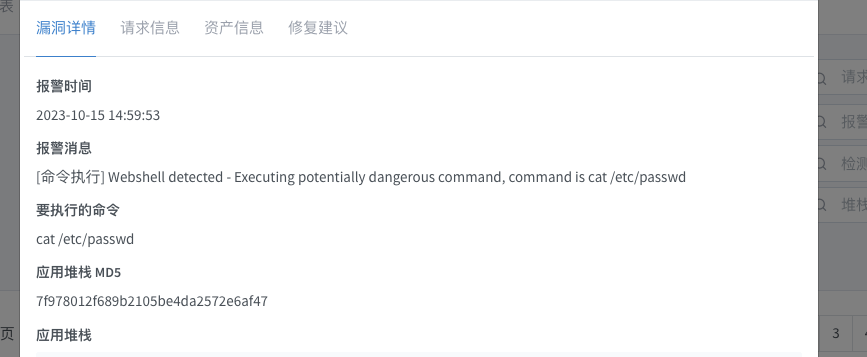 表
漏洞详情 请求信息 资产信息 修复建议
报警时间
2023-10-15 14:59:53
报警消息
[命令执行] Webshell detected - Executing potentially dangerous command, command is cat /etc/passwd
要执行的命令
cat /etc/passwd
应用堆栈 MD5
7f978012f689b2105be4da2572e6af47
应用堆栈
请求
报警
检测
堆栈
页
3